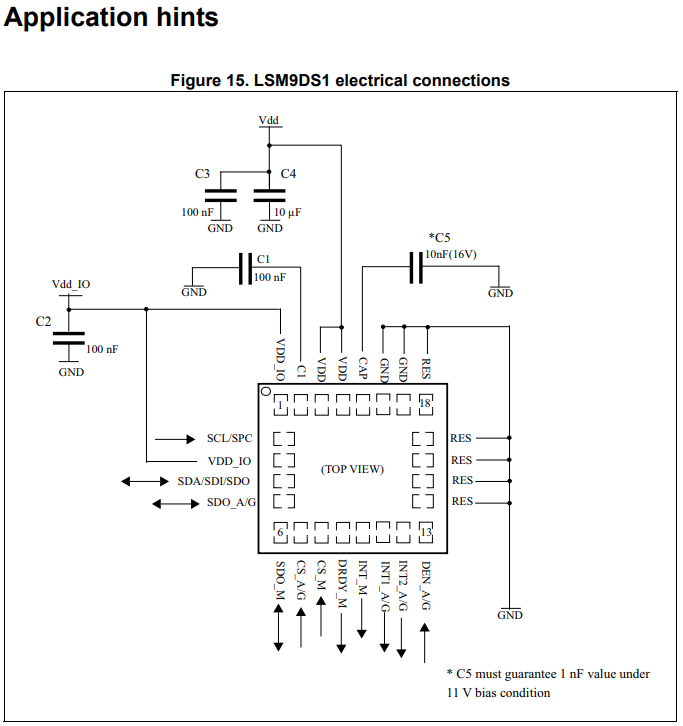 Application hints
Figure 15. LSM9DS1 electrical connections
Vdd
C3
C4
100 nF
10 µF
GND
GND
*C5
10nF(16V)
C1
100 nF
GND
GND
Vdd_IO
C2
100 nF
GND
VDD_IO
C1
VDD
VDD
CAP
GND
GND
RES
1
18
SCL/SPC
RES
VDD_IO
RES
(TOP VIEW)
SDA/SDI/SDO
RES
SDO_A/G
RES
6
13
SDO_M
CS_A/G
CS_M
DRDY_M
INT_M
INT1_A/G
INT2_A/G
DEN_A/G
GND
* C5 must guarantee 1 nF value under
11 V bias condition